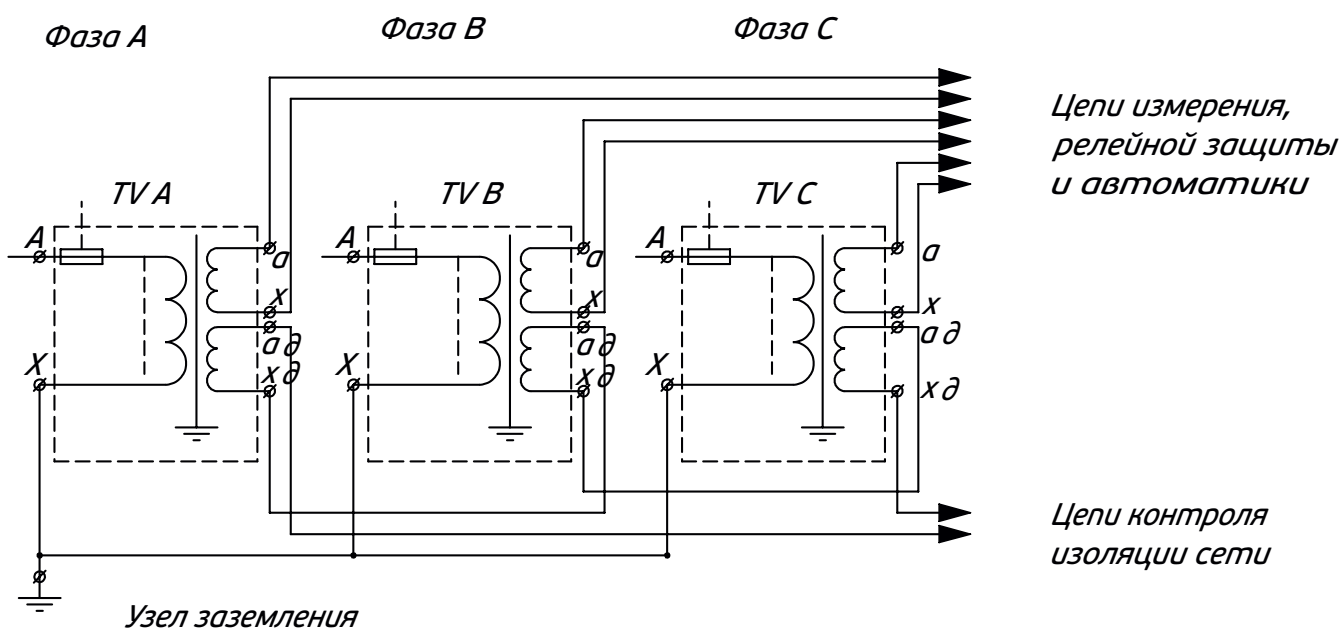 Фаза А
Фаза В
Фаза С
Цепи измерения,
релейной защиты
и автоматики
TV A
TV B
TV C
A
a
x
aд
X
xд
A
a
x
aд
X
xд
A
a
x
aд
X
xд
Цепи контроля
изоляции сети
Узел заземления